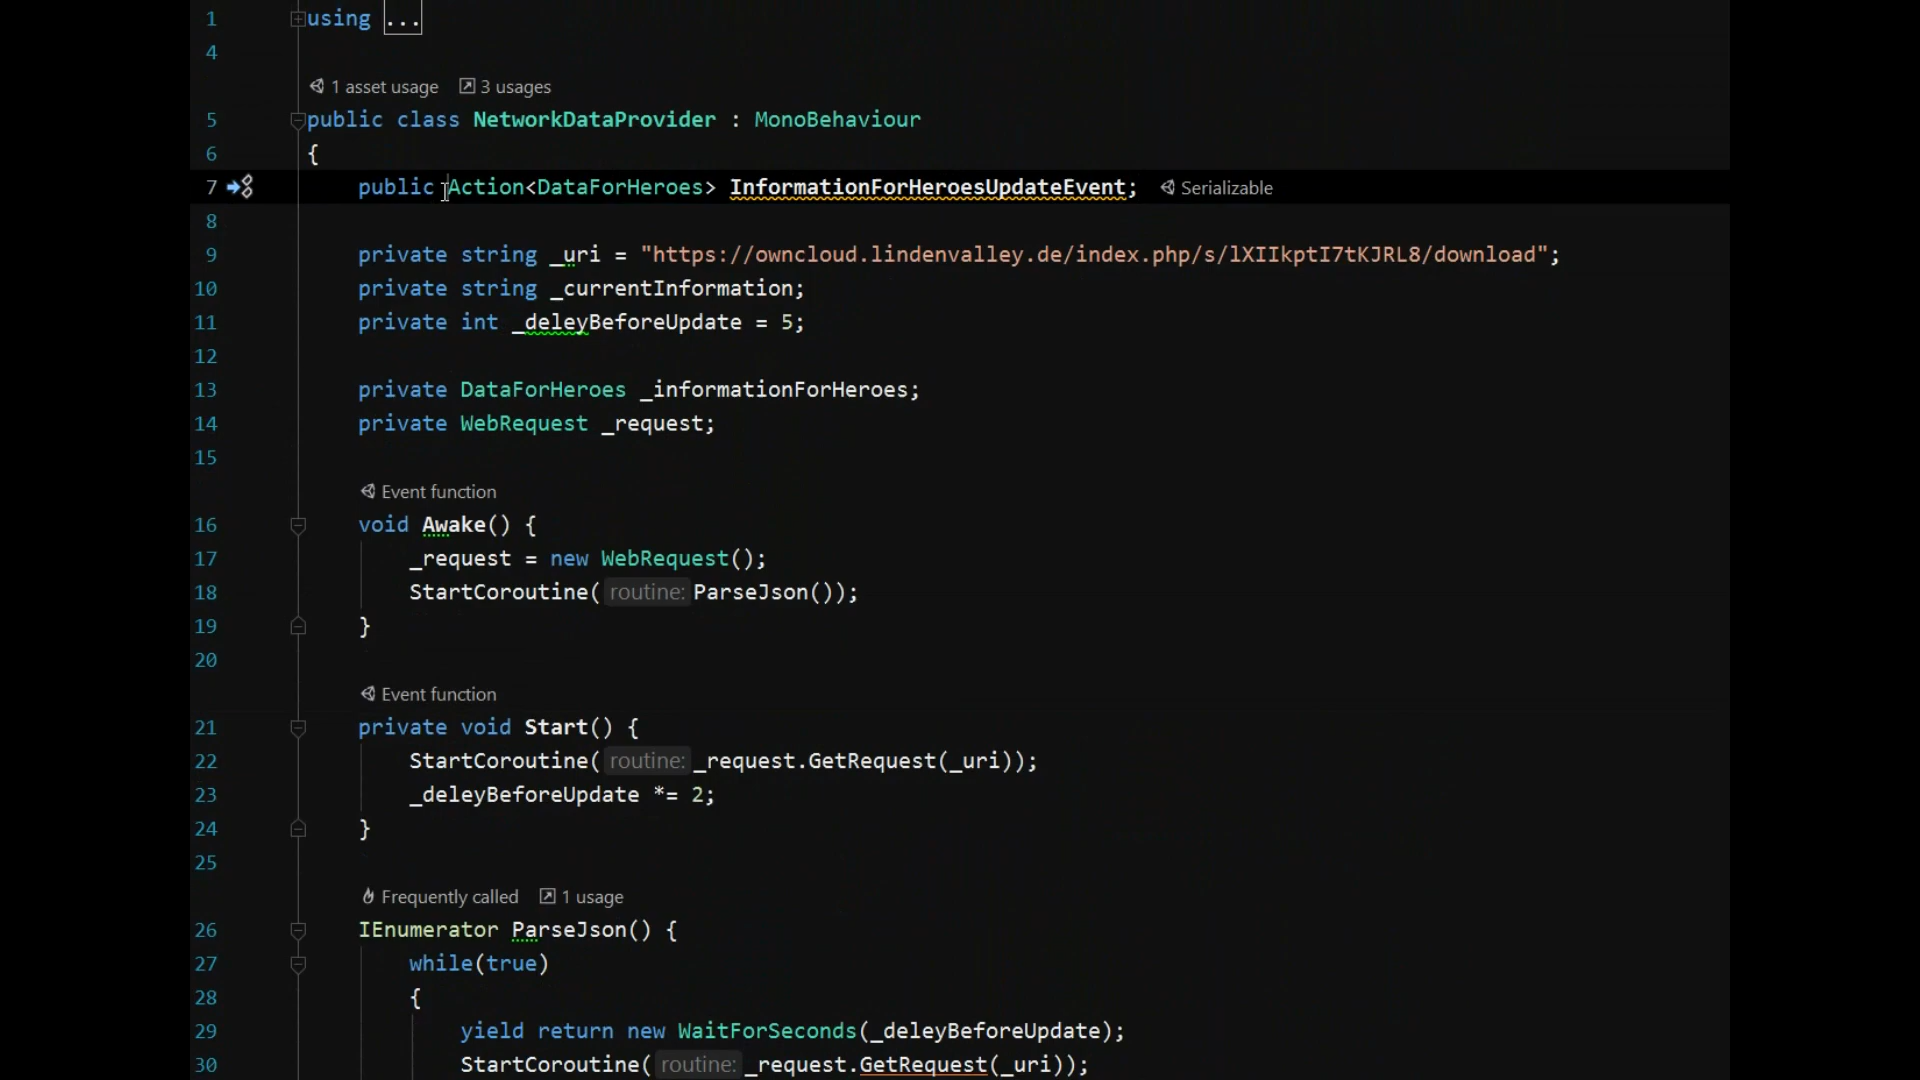 1 using ...
4
1 asset usage 3 usages
5 public class NetworkDataProvider : MonoBehaviour
6 {
7 public Action<DataForHeroes> InformationForHeroesUpdateEvent; Serializable
8
9 private string _uri = "https://owncloud.lindenvalley.de/index.php/s/lXIIkptI7tKJRL8/download";
10 private string _currentInformation;
11 private int _deleyBeforeUpdate = 5;
12
13 private DataForHeroes _informationForHeroes;
14 private WebRequest _request;
15
Event function
16 void Awake() {
17 _request = new WebRequest();
18 StartCoroutine( routine: ParseJson());
19 }
20
Event function
21 private void Start() {
22 StartCoroutine( routine: _request.GetRequest(_uri));
23 _deleyBeforeUpdate *= 2;
24 }
25
Frequently called 1 usage
26 IEnumerator ParseJson() {
27 while(true)
28 {
29 yield return new WaitForSeconds(_deleyBeforeUpdate);
30 StartCoroutine( routine: _request.GetRequest(_uri));